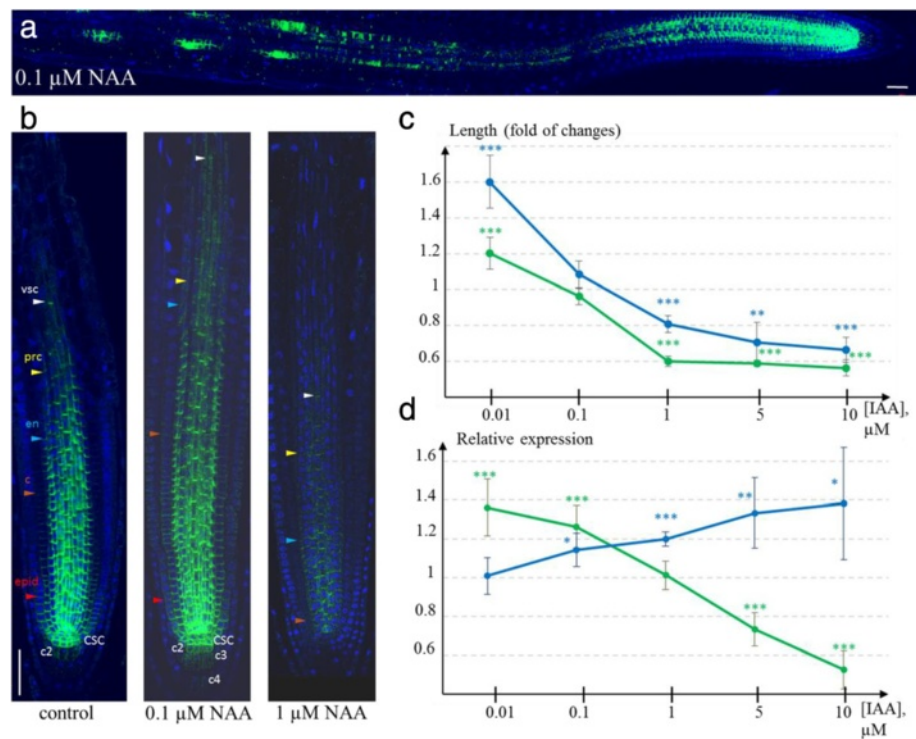 a
0.1 µM NAA
b
vsc
prc
en
c
epid
c2
CSC
control
c2
CSC
c3
c4
0.1 µM NAA
1 µM NAA
c
Length (fold of changes)
***
1.6
1.4
***
1.2
1
***
**
***
0.8
***
***
***
0.6
0.01
0.1
1
5
10
[IAA],
µM
d
Relative expression
1.6
***
***
*
1.4
**
***
1.2
*
1
0.8
***
***
0.6
0.01
0.1
1
5
10
[IAA],
µM